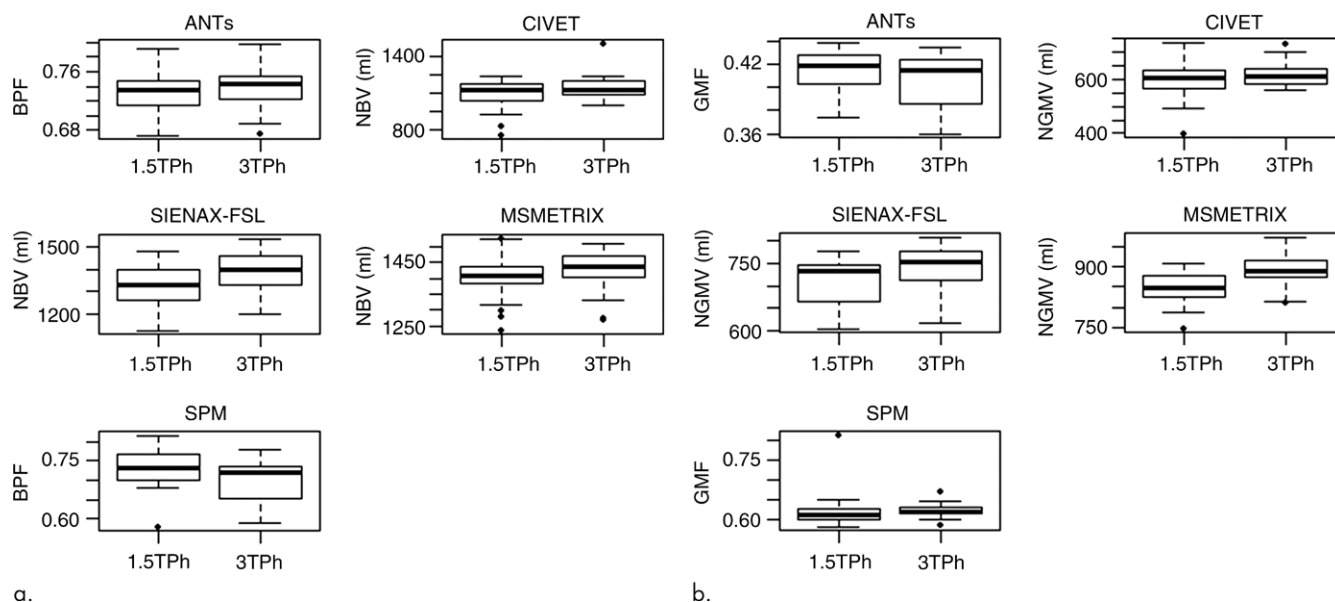 ANTs
BPF
0.76
0.68
1.5TPh 3TPh
CIVET
NBV (ml)
1400
800
1.5TPh 3TPh
SIENAX-FSL
NBV (ml)
1500
1200
1.5TPh 3TPh
MSMETRIX
NBV (ml)
1450
1250
1.5TPh 3TPh
SPM
BPF
0.75
0.60
1.5TPh 3TPh
a.
ANTs
GMF
0.42
0.36
1.5TPh 3TPh
CIVET
NGMV (ml)
600
400
1.5TPh 3TPh
SIENAX-FSL
NGMV (ml)
750
600
1.5TPh 3TPh
MSMETRIX
NGMV (ml)
900
750
1.5TPh 3TPh
SPM
GMF
0.75
0.60
1.5TPh 3TPh
b.